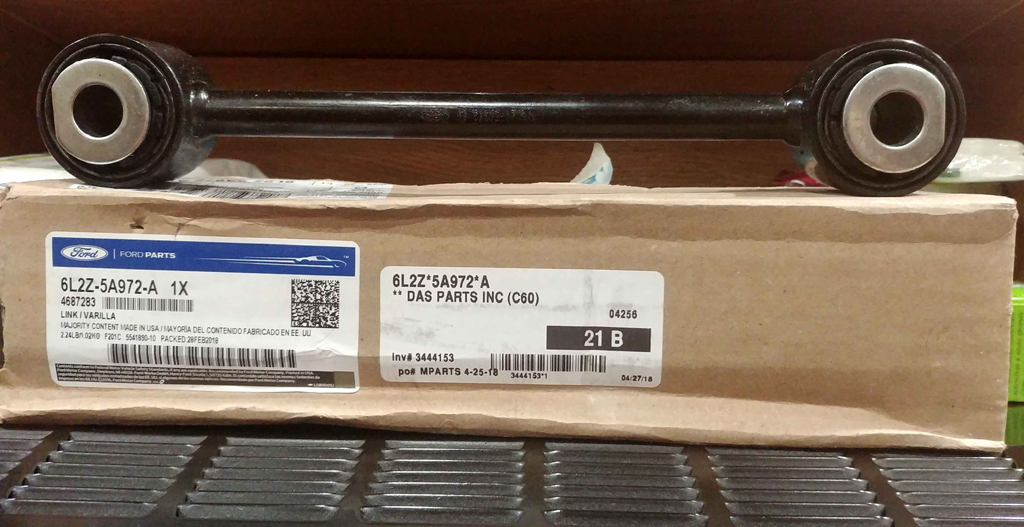 Ford FORD PARTS
6L2Z-5A972-A 1X
4687283
LINK / VARILLA
MAJORITY CONTENT MADE IN USA / MAYORÍA DEL CONTENIDO FABRICADO EN EE. UU
2.24LB/1.02KG F201C 5541890-10 PACKED:28FEB2018
6L2Z*5A972*A
** DAS PARTS INC (C60)
04256
21 B
Inv# 3444153
po# MPARTS 4-25-18
3444153*1
04/27/18